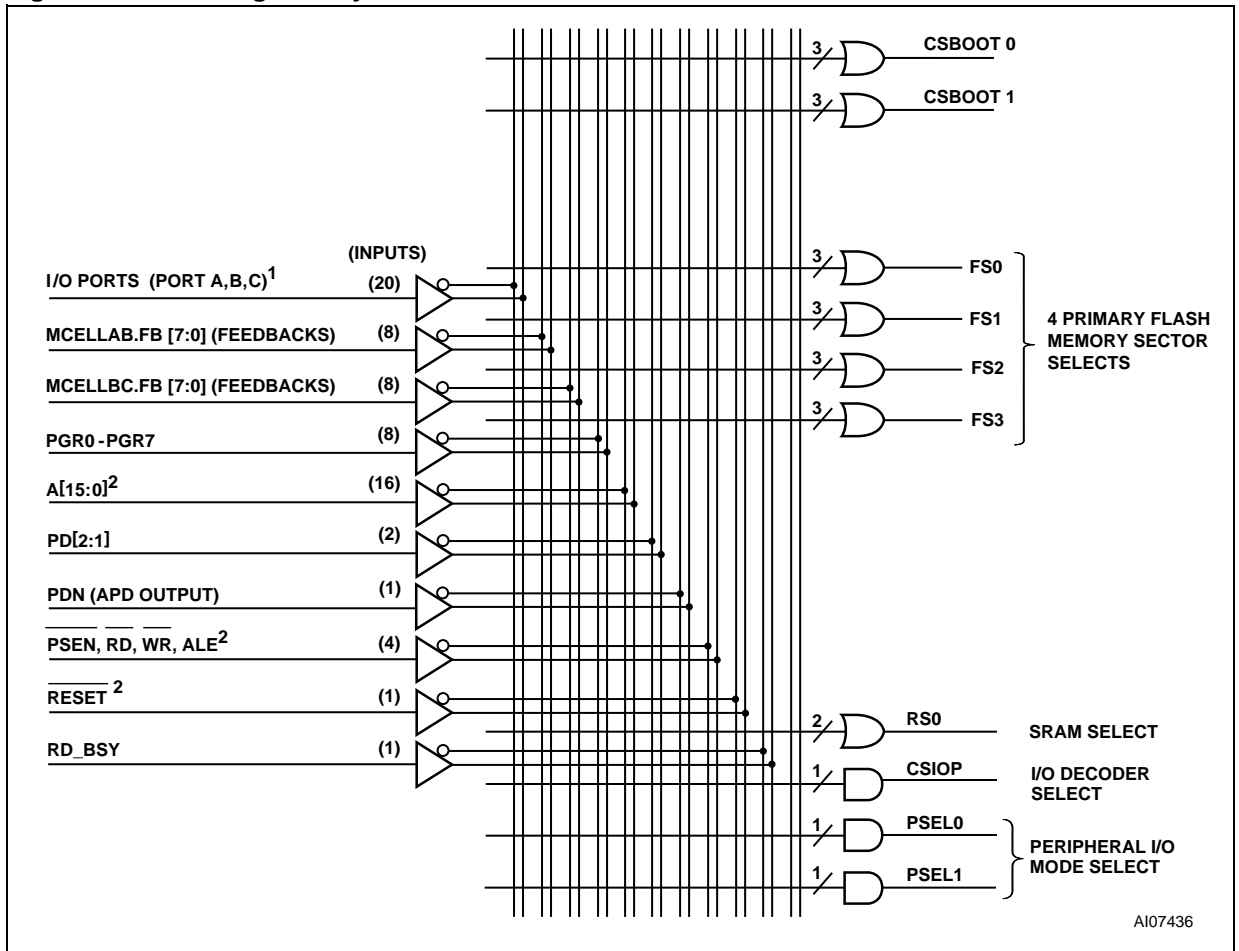 3 CSBOOT 0
3 CSBOOT 1
(INPUTS)
I/O PORTS (PORT A,B,C)1 (20)
MCELLAB.FB [7:0] (FEEDBACKS) (8)
MCELLBC.FB [7:0] (FEEDBACKS) (8)
PGR0 -PGR7 (8)
A[15:0]2 (16)
PD[2:1] (2)
PDN (APD OUTPUT) (1)
PSEN, RD, WR, ALE2 (4)
RESET 2 (1)
RD_BSY (1)
3 FS0
3 FS1
3 FS2
3 FS3
4 PRIMARY FLASH
MEMORY SECTOR
SELECTS
2 RS0
SRAM SELECT
1 CSIOP
I/O DECODER
SELECT
1 PSEL0
1 PSEL1
PERIPHERAL I/O
MODE SELECT
AI07436